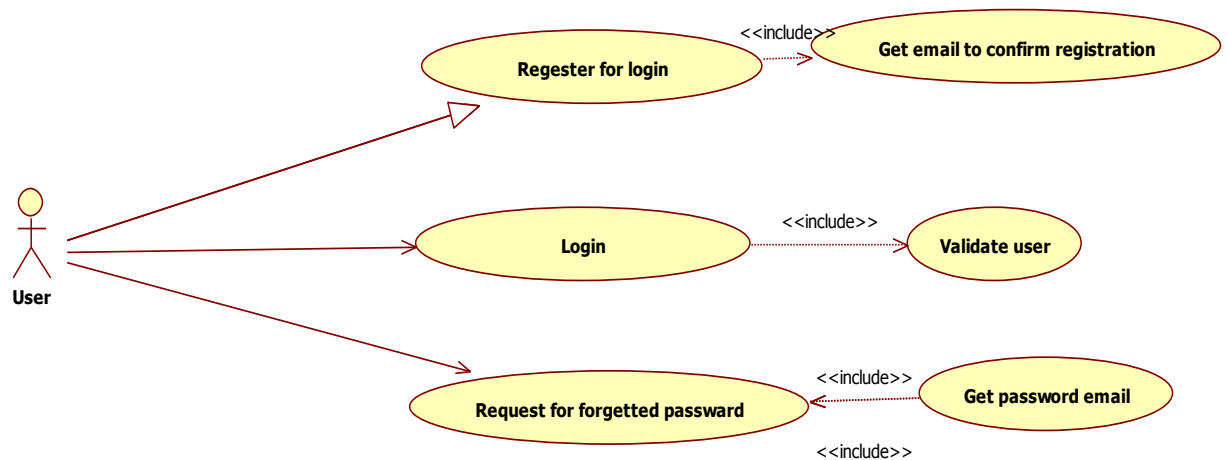 <<include>>
Get email to confirm registration
Regester for login
<<include>>
Login
Validate user
User
<<include>>
Get password email
Request for forgetted passward
<<include>>